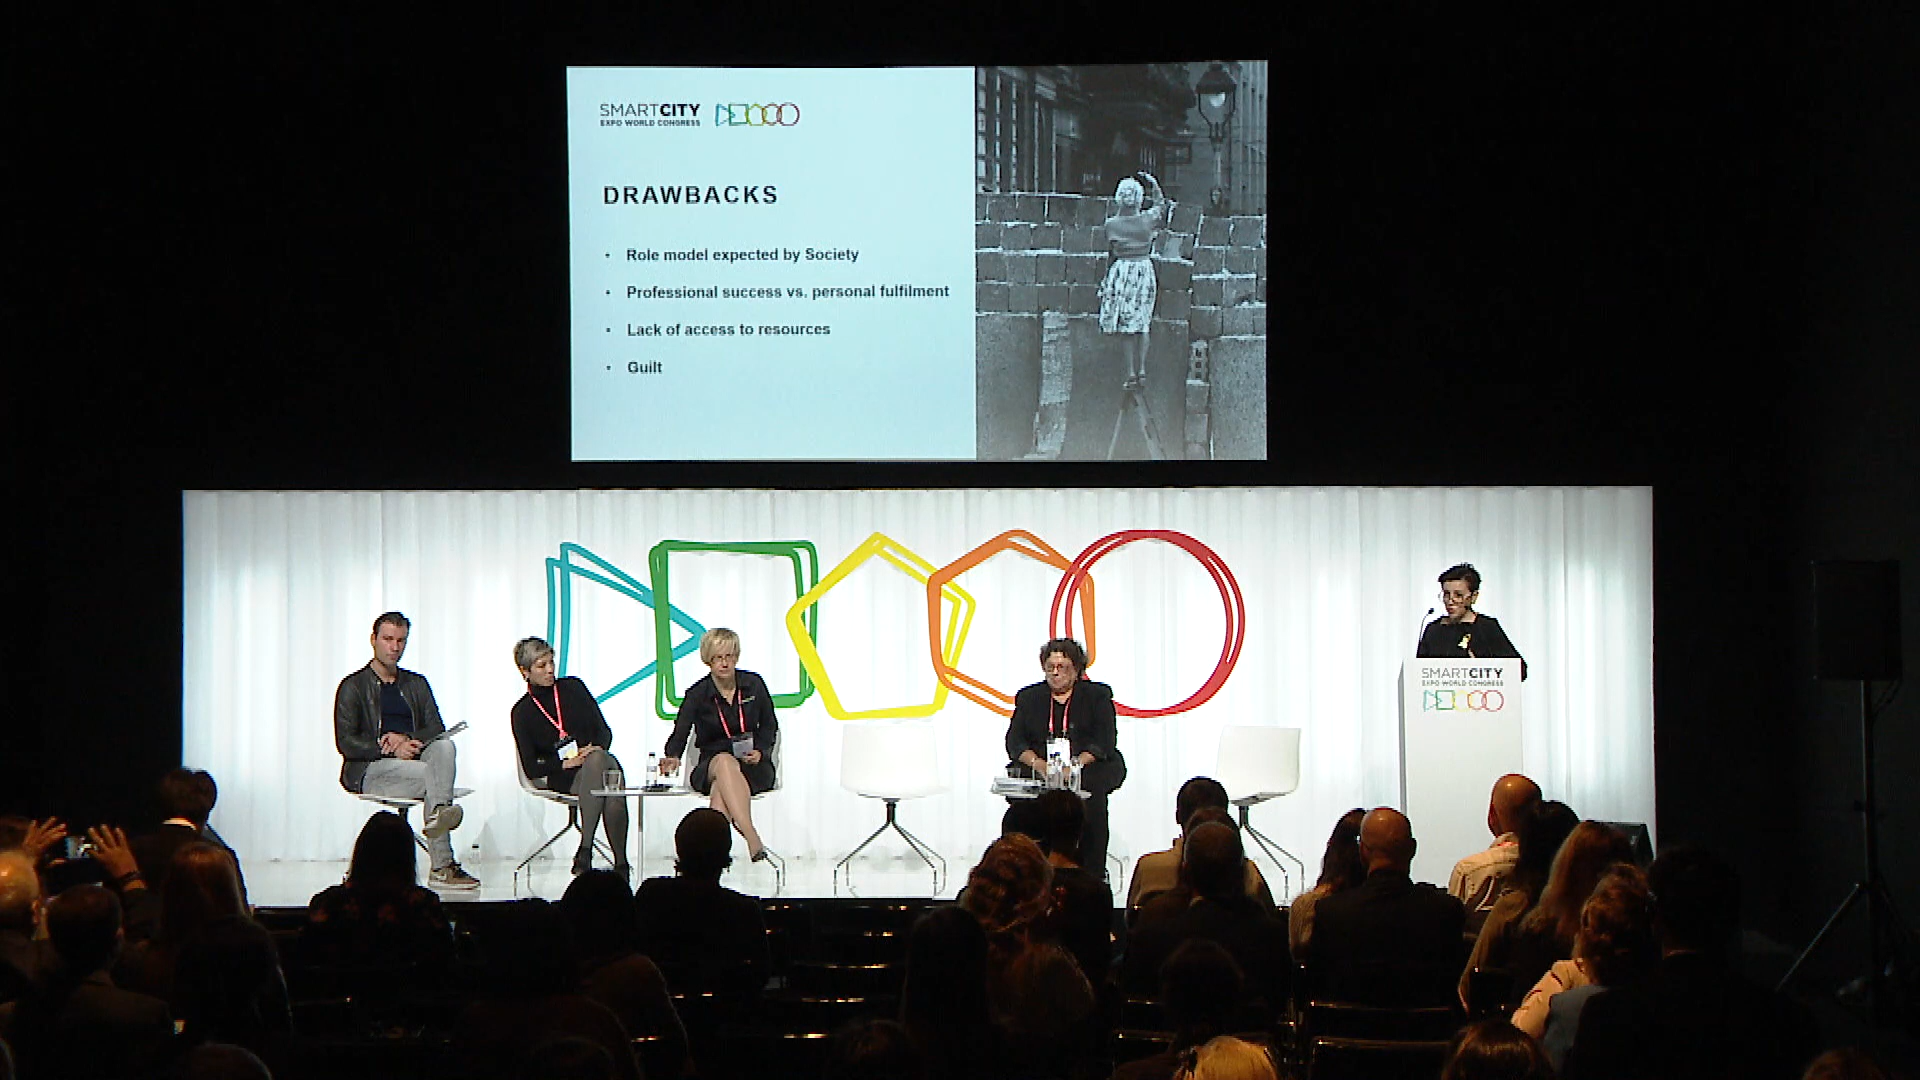 SMARTCITY
EXPO WORLD CONGRESS
DRAWBACKS
• Role model expected by Society
• Professional success vs. personal fulfilment
• Lack of access to resources
• Guilt
SMARTCITY
EXPO WORLD CONGRESS